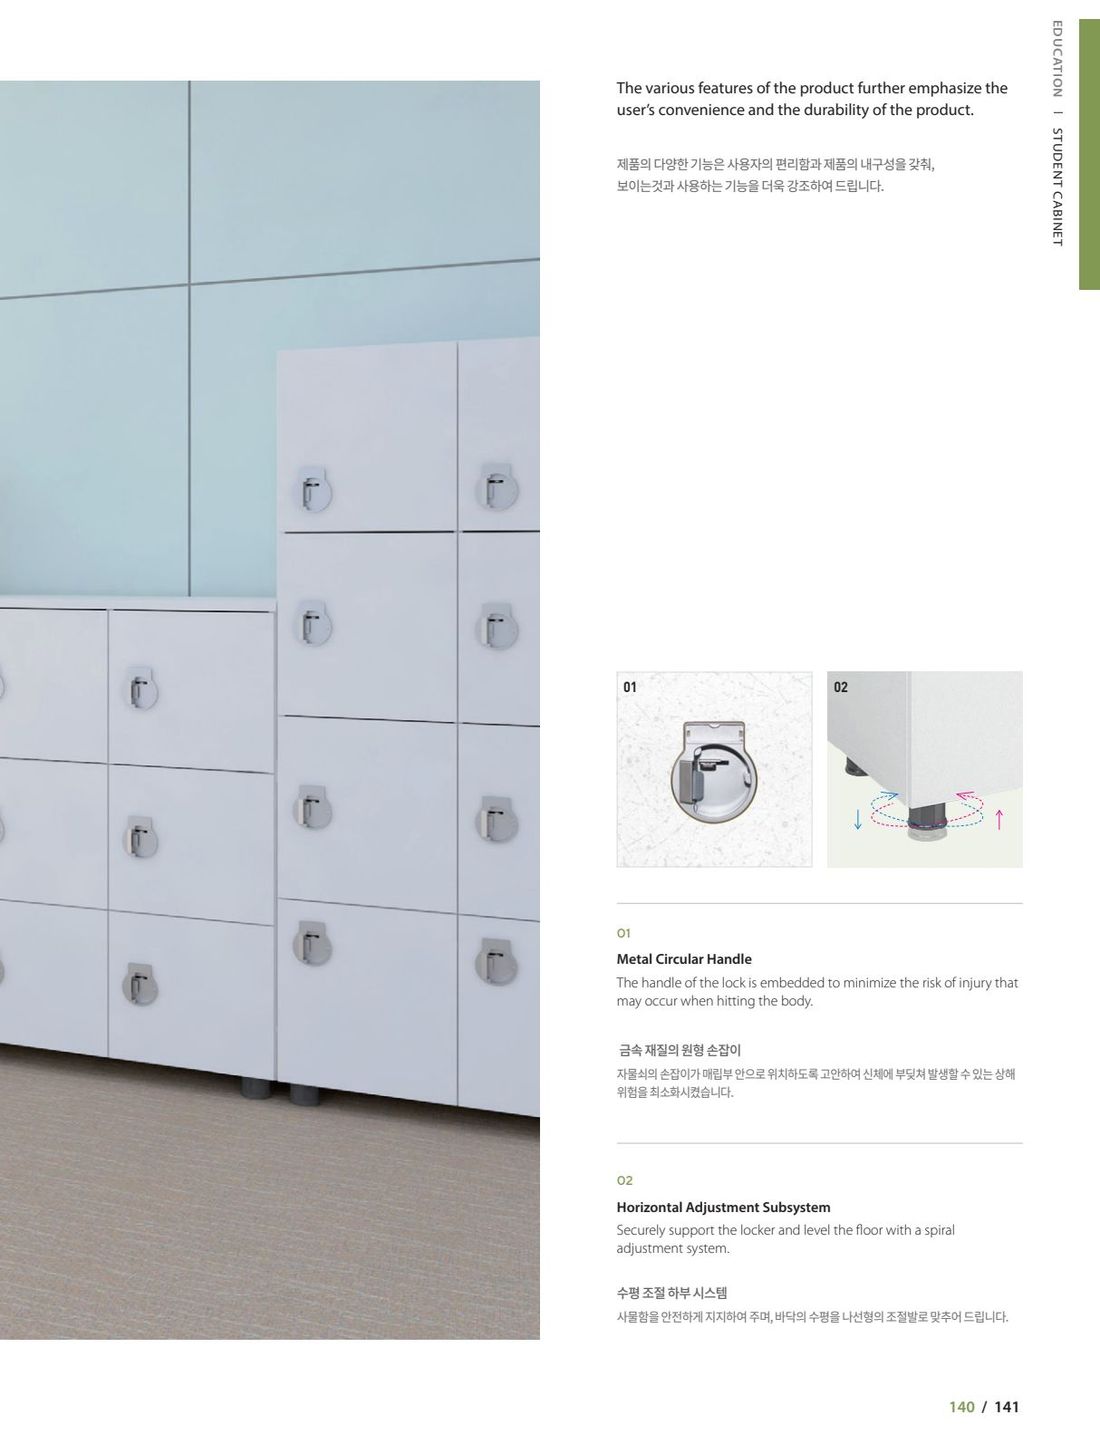 EDUCATION | STUDENT CABINET
The various features of the product further emphasize the
user’s convenience and the durability of the product.
제품의 다양한 기능은 사용자의 편리함과 제품의 내구성을 갖춰,
보이는것과 사용하는 기능을 더욱 강조하여 드립니다.
01
02
01
Metal Circular Handle
The handle of the lock is embedded to minimize the risk of injury that
may occur when hitting the body.
금속 재질의 원형 손잡이
자물쇠의 손잡이가 매립부 안으로 위치하도록 고안하여 신체에 부딪쳐 발생할 수 있는 상해
위험을 최소화시켰습니다.
02
Horizontal Adjustment Subsystem
Securely support the locker and level the floor with a spiral
adjustment system.
수평 조절 하부 시스템
사물함을 안전하게 지지하여 주며, 바닥의 수평을 나선형의 조절발로 맞추어 드립니다.
140 / 141